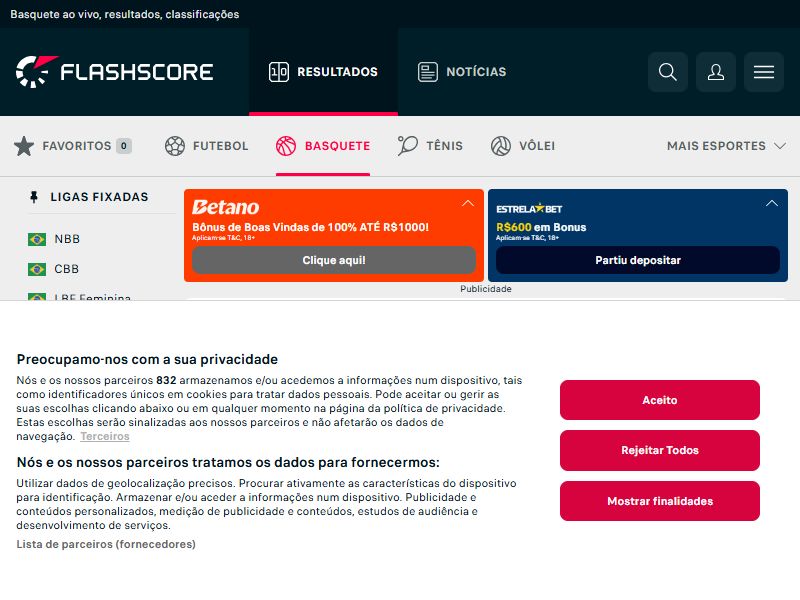 Basquete ao vivo, resultados, classificações
FLASHSCORE
RESULTADOS
NOTÍCIAS
FAVORITOS 0
FUTEBOL
BASQUETE
TÊNIS
VÔLEI
MAIS ESPORTES
LIGAS FIXADAS
NBB
CBB
LBF Feminina
Betano
Bônus de Boas Vindas de 100% ATÉ R$1000!
Aplicam-se T&C, 18+
Clique aqui!
ESTRELABET
R$600 em Bonus
Aplicam-se T&C, 18+
Partiu depositar
Publicidade
Preocupamo-nos com a sua privacidade
Nós e os nossos parceiros 832 armazenamos e/ou acedemos a informações num dispositivo, tais
como identificadores únicos em cookies para tratar dados pessoais. Pode aceitar ou gerir as
suas escolhas clicando abaixo ou em qualquer momento na página da política de privacidade.
Estas escolhas serão sinalizadas aos nossos parceiros e não afetarão os dados de
navegação. Terceiros
Nós e os nossos parceiros tratamos os dados para fornecermos:
Utilizar dados de geolocalização precisos. Procurar ativamente as características do dispositivo
para identificação. Armazenar e/ou aceder a informações num dispositivo. Publicidade e
conteúdos personalizados, medição de publicidade e conteúdos, estudos de audiência e
desenvolvimento de serviços.
Lista de parceiros (fornecedores)
Aceito
Rejeitar Todos
Mostrar finalidades